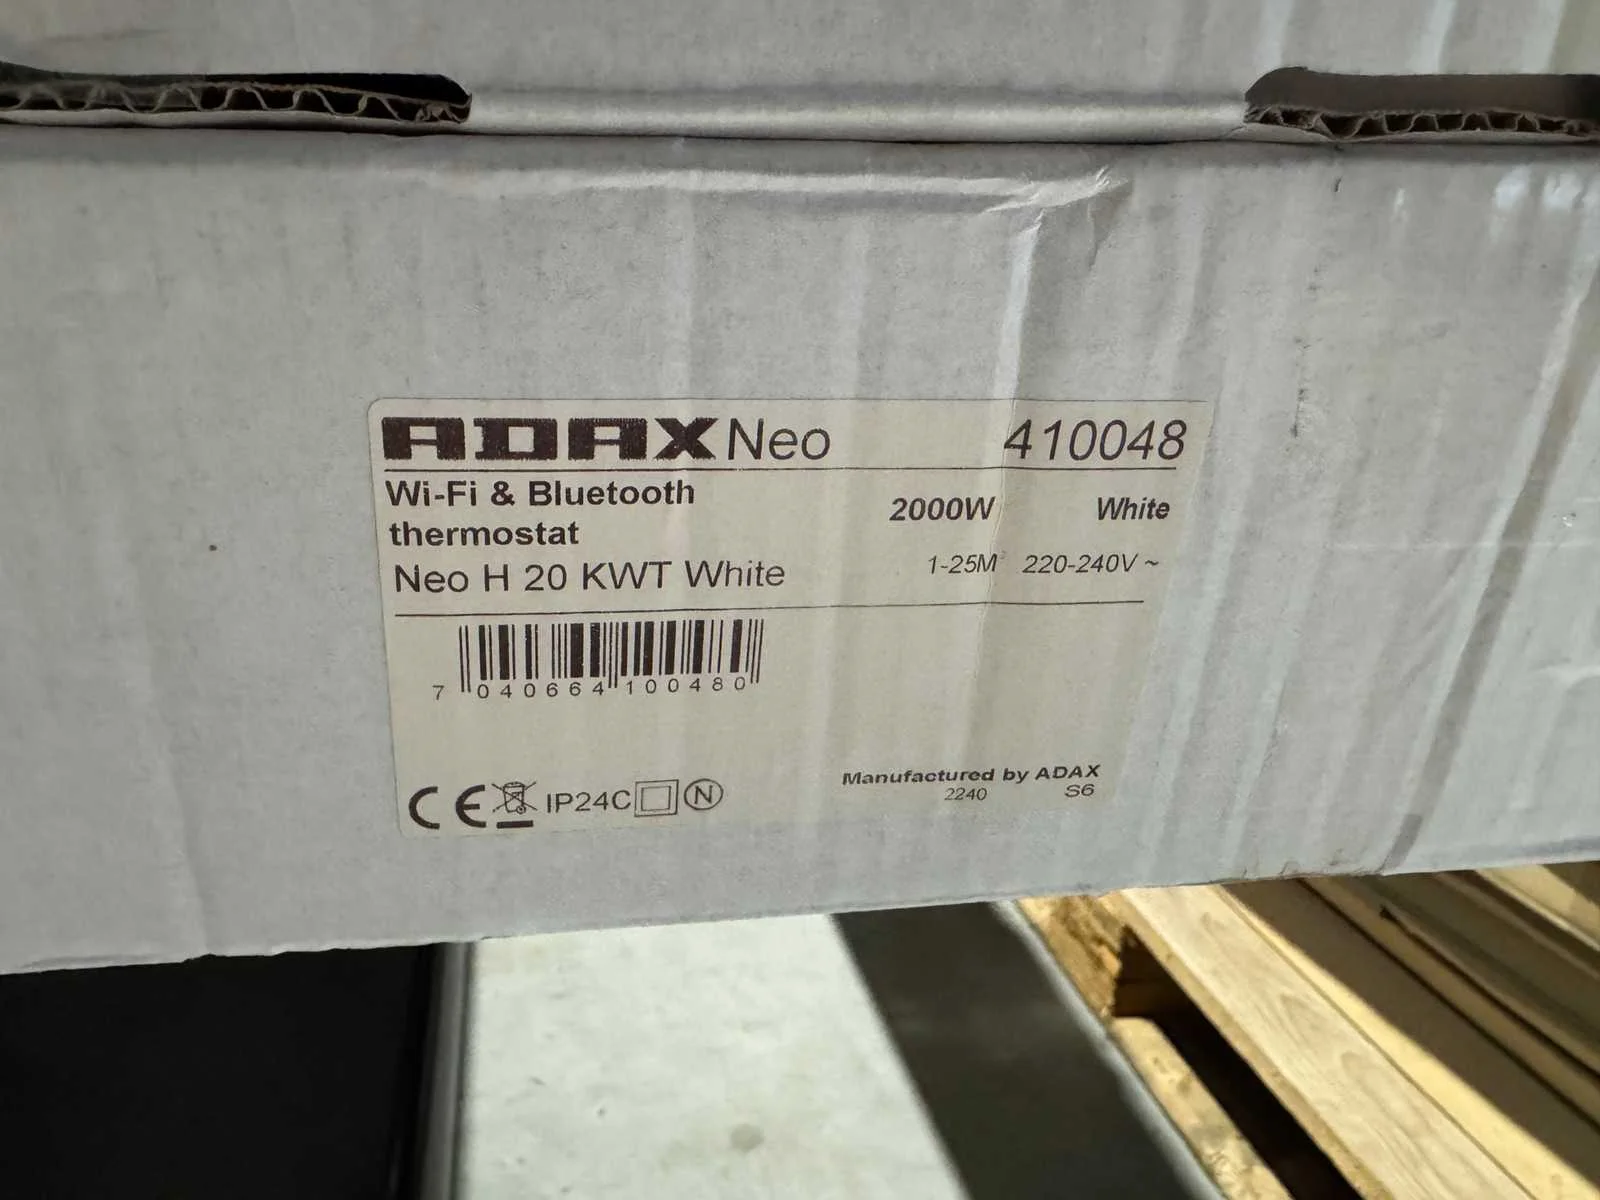 ADAX Neo 410048
Wi-Fi & Bluetooth
thermostat
2000W White
Neo H 20 KWT White
1-25M² 220-240V ~
7 040664 100480
CE IP24C N
Manufactured by ADAX
2240 S6